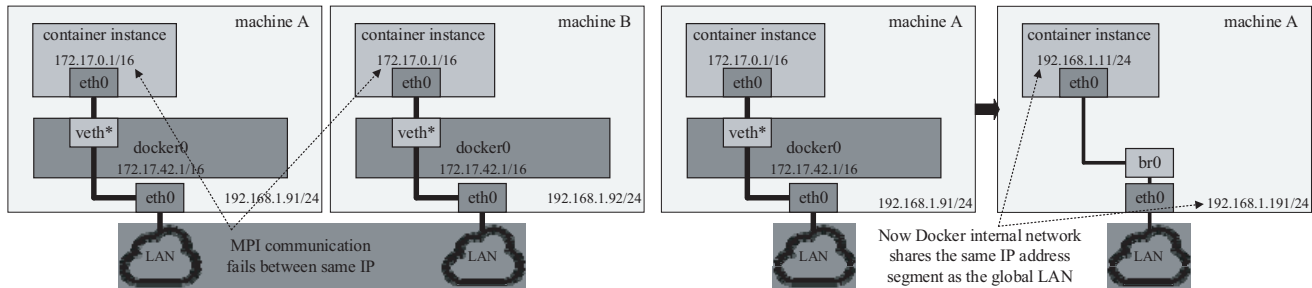 machine A
container instance
172.17.0.1/16
eth0
veth*
docker0
172.17.42.1/16
eth0
192.168.1.91/24
LAN
machine B
container instance
172.17.0.1/16
eth0
veth*
docker0
172.17.42.1/16
eth0
192.168.1.92/24
LAN
MPI communication
fails between same IP
machine A
container instance
172.17.0.1/16
eth0
veth*
docker0
172.17.42.1/16
eth0
192.168.1.91/24
LAN
machine A
container instance
192.168.1.11/24
eth0
br0
eth0
192.168.1.191/24
LAN
Now Docker internal network
shares the same IP address
segment as the global LAN